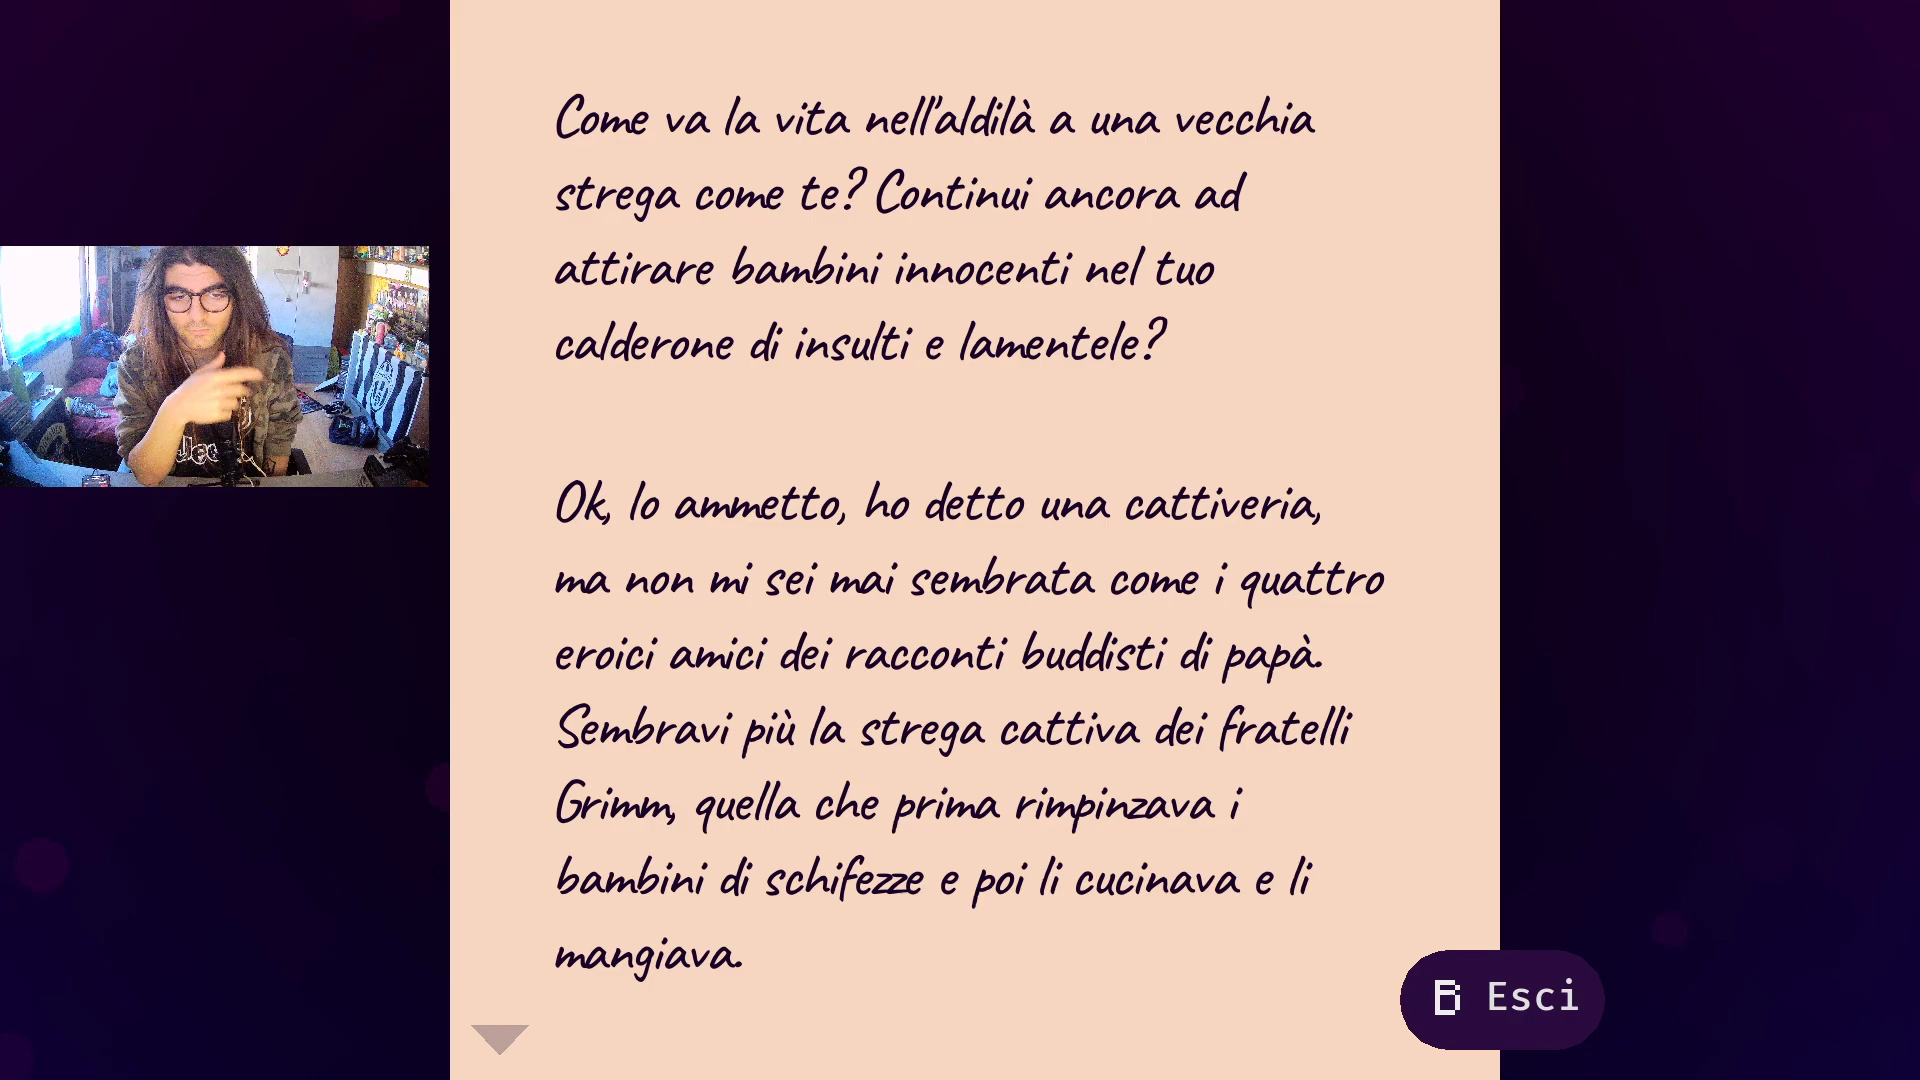 Come va la vita nell'aldilà a una vecchia
strega come te? Continui ancora ad
attirare bambini innocenti nel tuo
calderone di insulti e lamentele?
Ok, lo ammetto, ho detto una cattiveria,
ma non mi sei mai sembrata come i quattro
eroici amici dei racconti buddisti di papà.
Sembravi più la strega cattiva dei fratelli
Grimm, quella che prima rimpinzava i
bambini di schifezze e poi li cucinava e li
mangiava.
B Esci